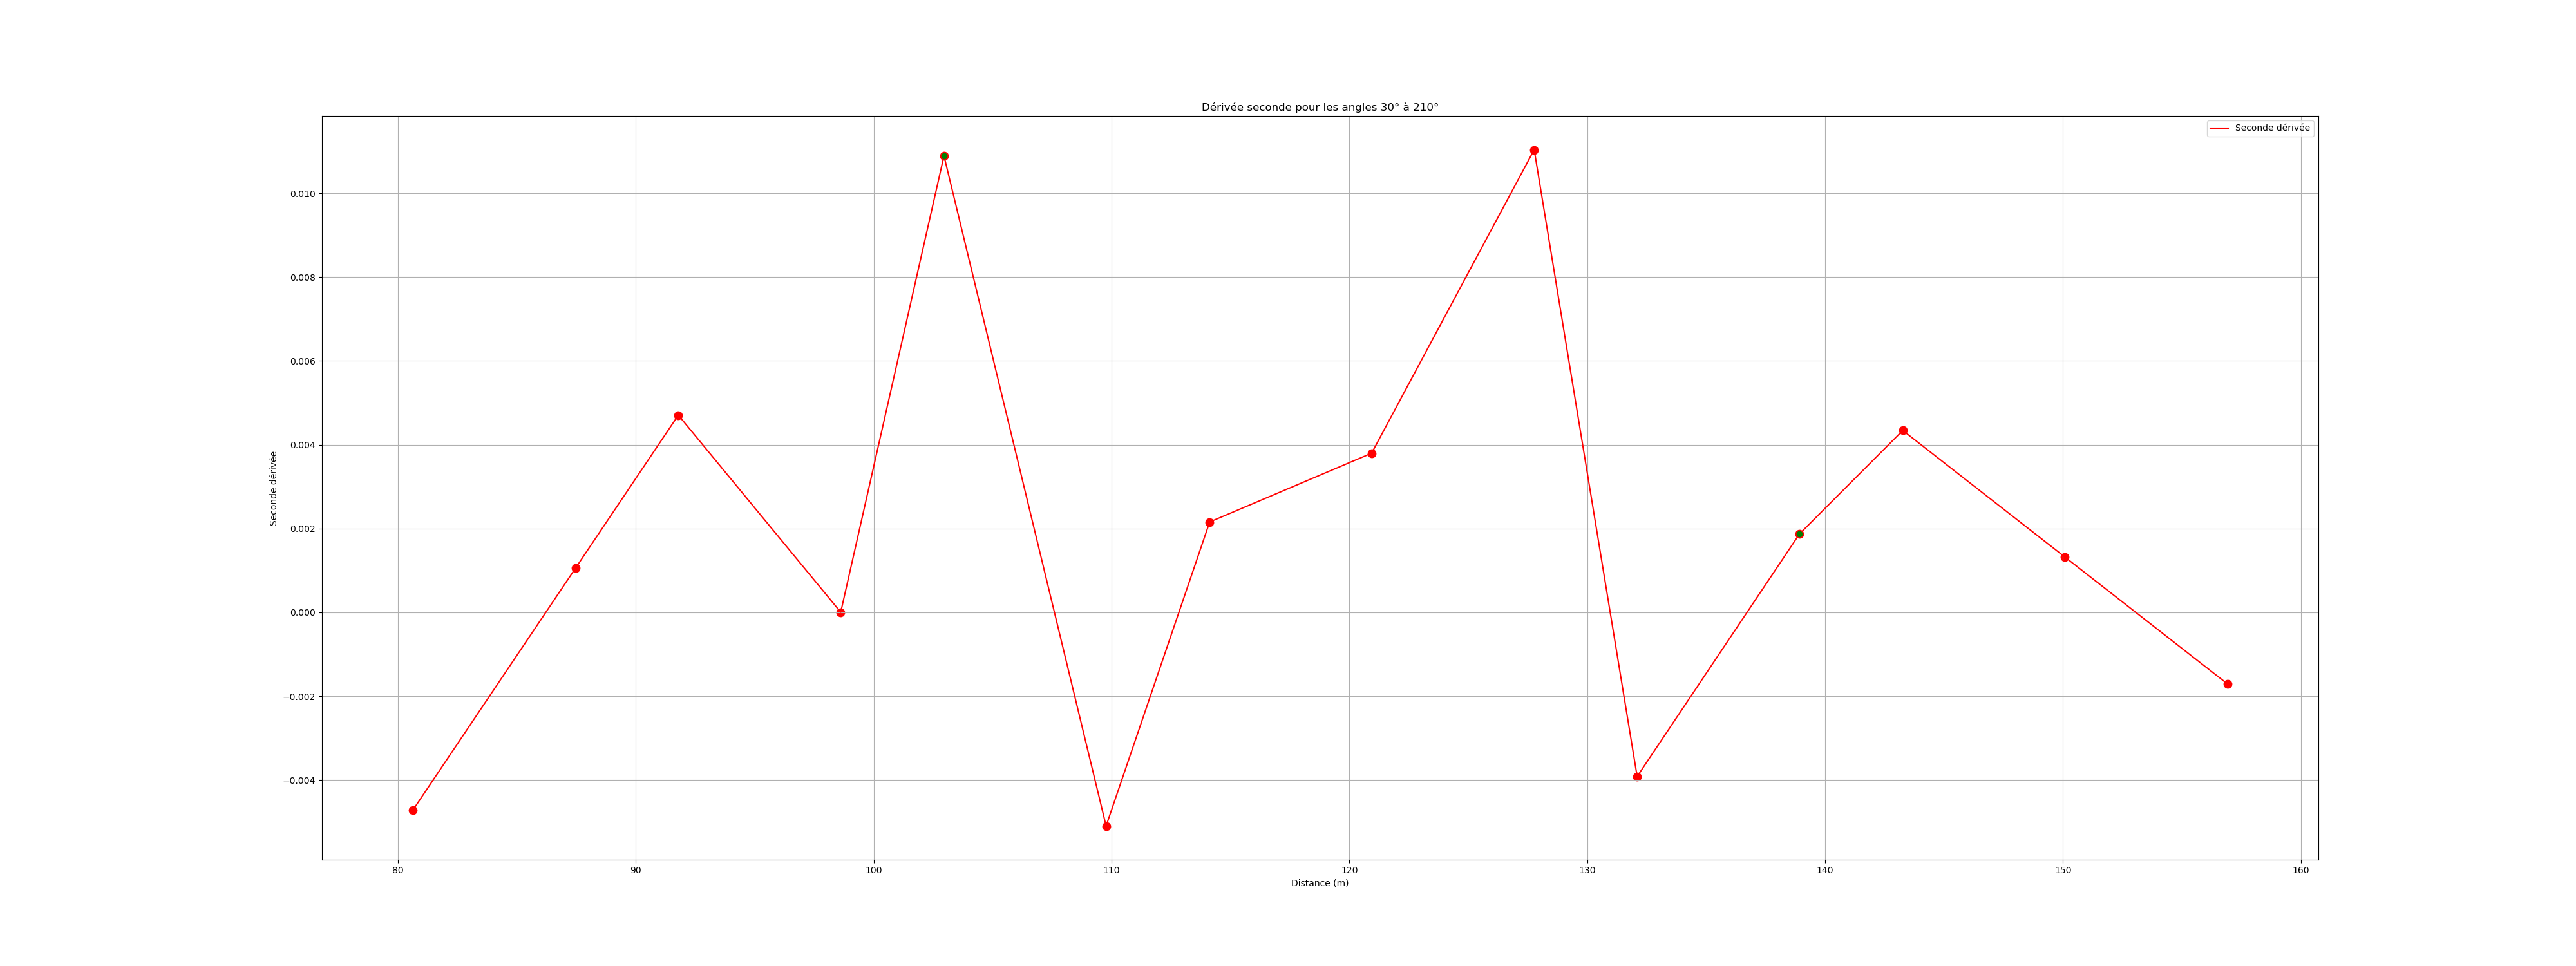 Dérivée seconde pour les angles 30° à 210°
Seconde dérivée
0.010
0.008
0.006
0.004
0.002
0.000
−0.002
−0.004
Seconde dérivée
80 90 100 110 120 130 140 150 160
Distance (m)